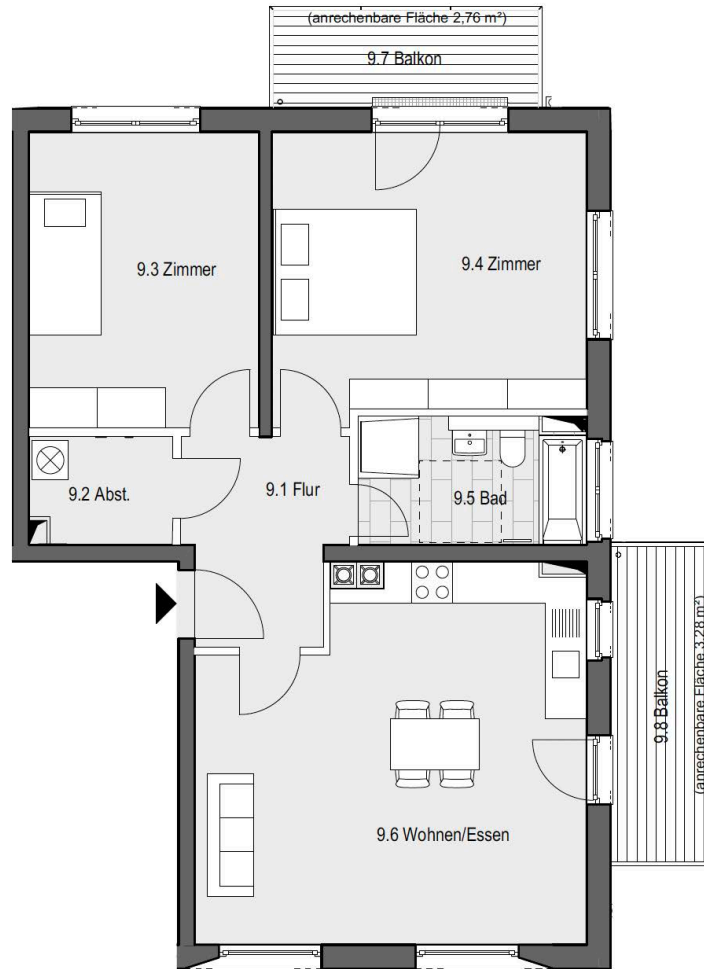 (anrechenbare Fläche 2,76 m²)
9.7 Balkon
9.3 Zimmer
9.4 Zimmer
9.2 Abst.
9.1 Flur
9.5 Bad
9.8 Balkon
(anrechenbare Fläche 3,28 m²)
9.6 Wohnen/Essen